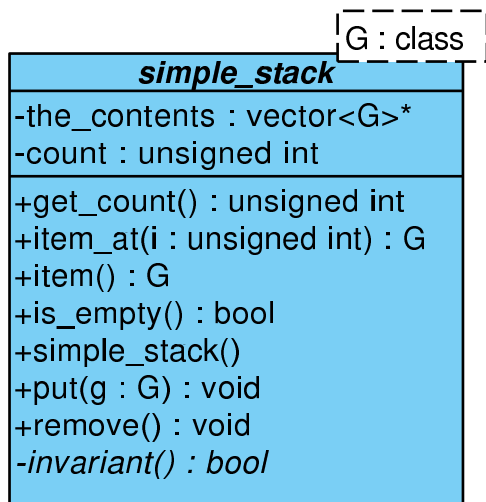 G : class
simple_stack
-the_contents : vector<G>*
-count : unsigned int
+get_count() : unsigned int
+item_at(i : unsigned int) : G
+item() : G
+is_empty() : bool
+simple_stack()
+put(g : G) : void
+remove() : void
-invariant() : bool